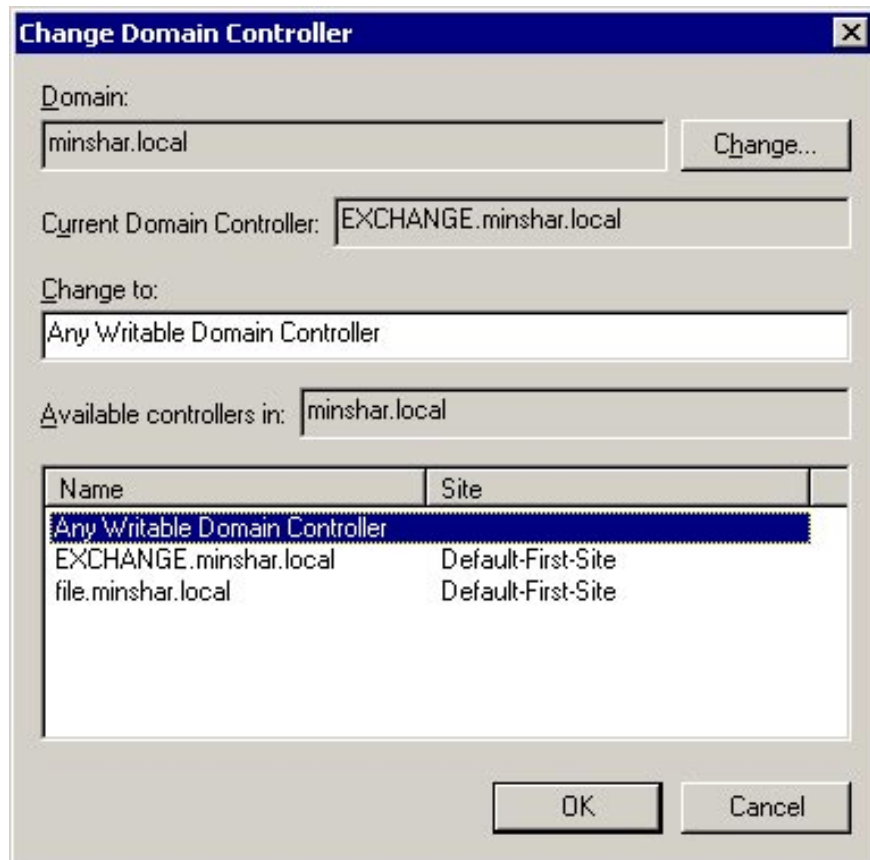 Change Domain Controller
Domain:
minshar.local
Change...
Current Domain Controller: EXCHANGE.minshar.local
Change to:
Any Writable Domain Controller
Available controllers in: minshar.local
Name Site
Any Writable Domain Controller
EXCHANGE.minshar.local Default-First-Site
file.minshar.local Default-First-Site
OK Cancel